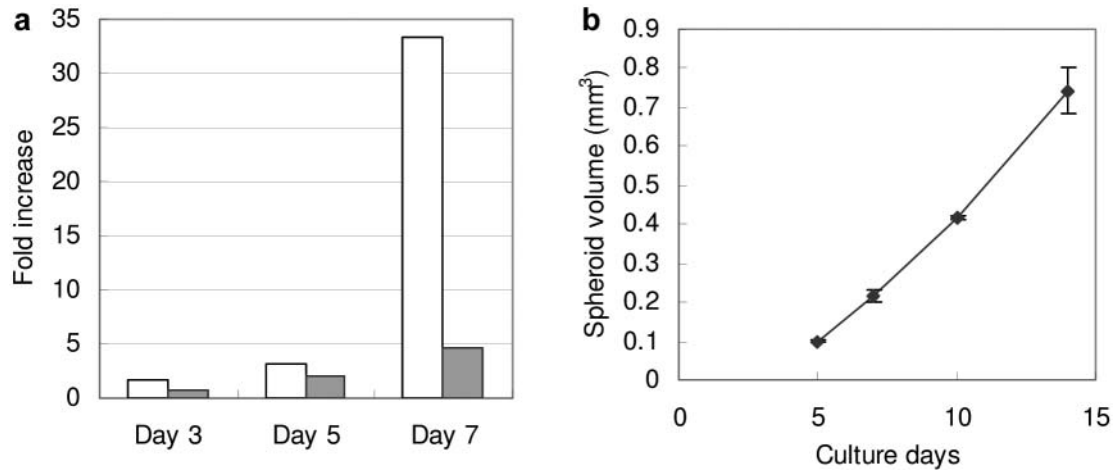 a
35
30
25
20
15
10
5
0
Fold increase
Day 3 Day 5 Day 7
b
0.9
0.8
0.7
0.6
0.5
0.4
0.3
0.2
0.1
0
Spheroid volume (mm³)
0 5 10 15
Culture days